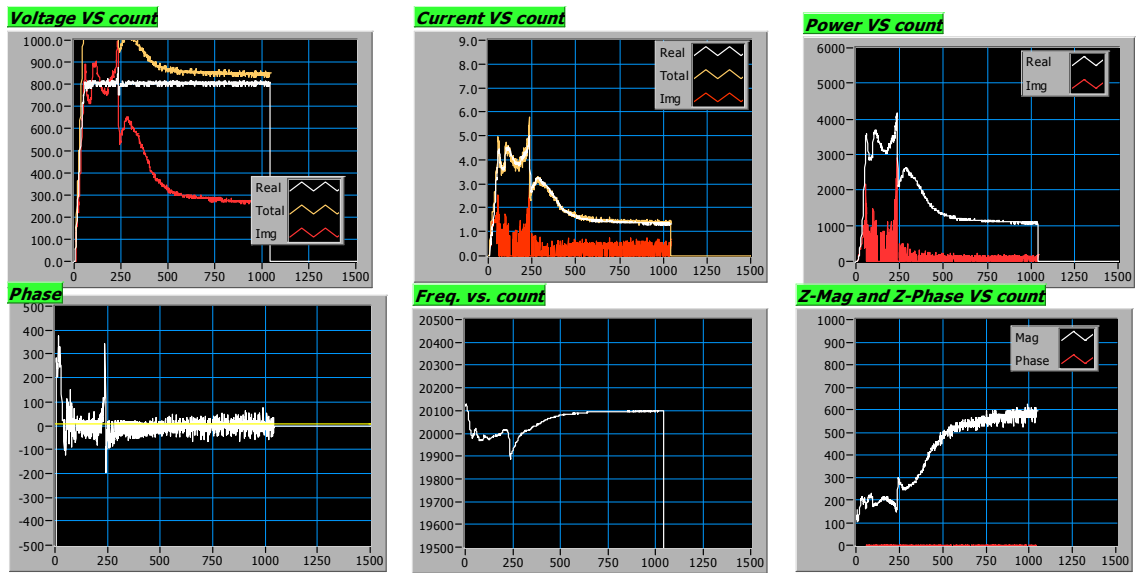 Voltage VS count
1000.0
900.0
800.0
700.0
600.0
500.0
400.0
300.0
200.0
100.0
0.0
0 250 500 750 1000 1250 1500
Real
Total
Img
Current VS count
9.0
8.0
7.0
6.0
5.0
4.0
3.0
2.0
1.0
0.0
0 250 500 750 1000 1250 1500
Real
Total
Img
Power VS count
6000
5000
4000
3000
2000
1000
0
0 250 500 750 1000 1250 1500
Real
Img
Phase
500
400
300
200
100
0
-100
-200
-300
-400
-500
0 250 500 750 1000 1250 1500
Freq. vs. count
20500
20400
20300
20200
20100
20000
19900
19800
19700
19600
19500
0 250 500 750 1000 1250 1500
Z-Mag and Z-Phase VS count
1000
900
800
700
600
500
400
300
200
100
0
0 250 500 750 1000 1250 1500
Mag
Phase